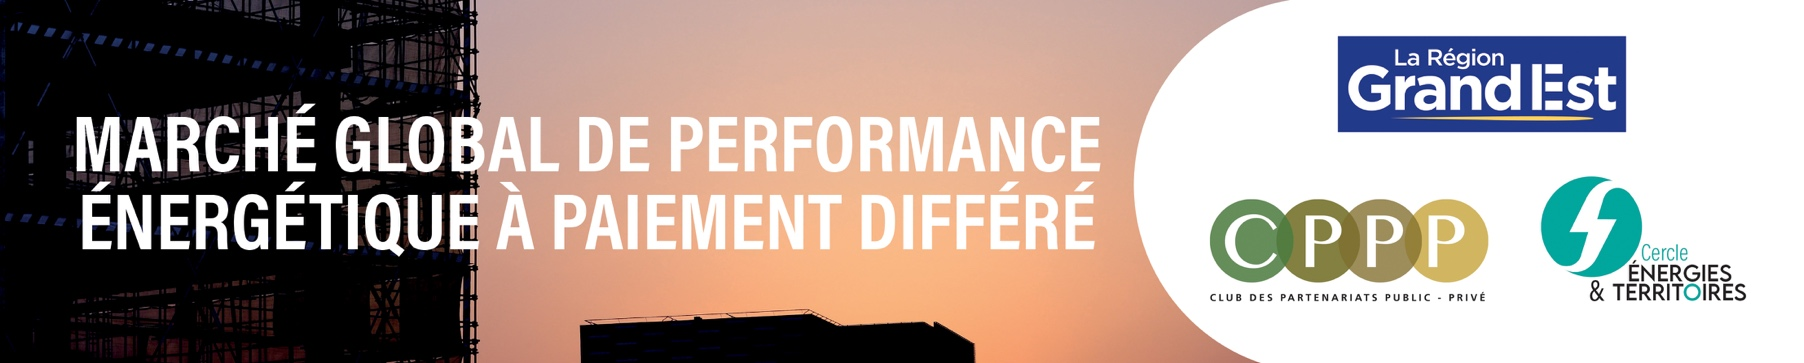 MARCHÉ GLOBAL DE PERFORMANCE
ÉNERGÉTIQUE À PAIEMENT DIFFÉRÉ
La Région
Grand Est
CPPP
CLUB DES PARTENARIATS PUBLIC - PRIVÉ
Cercle
ÉNERGIES
& TERRITOIRES